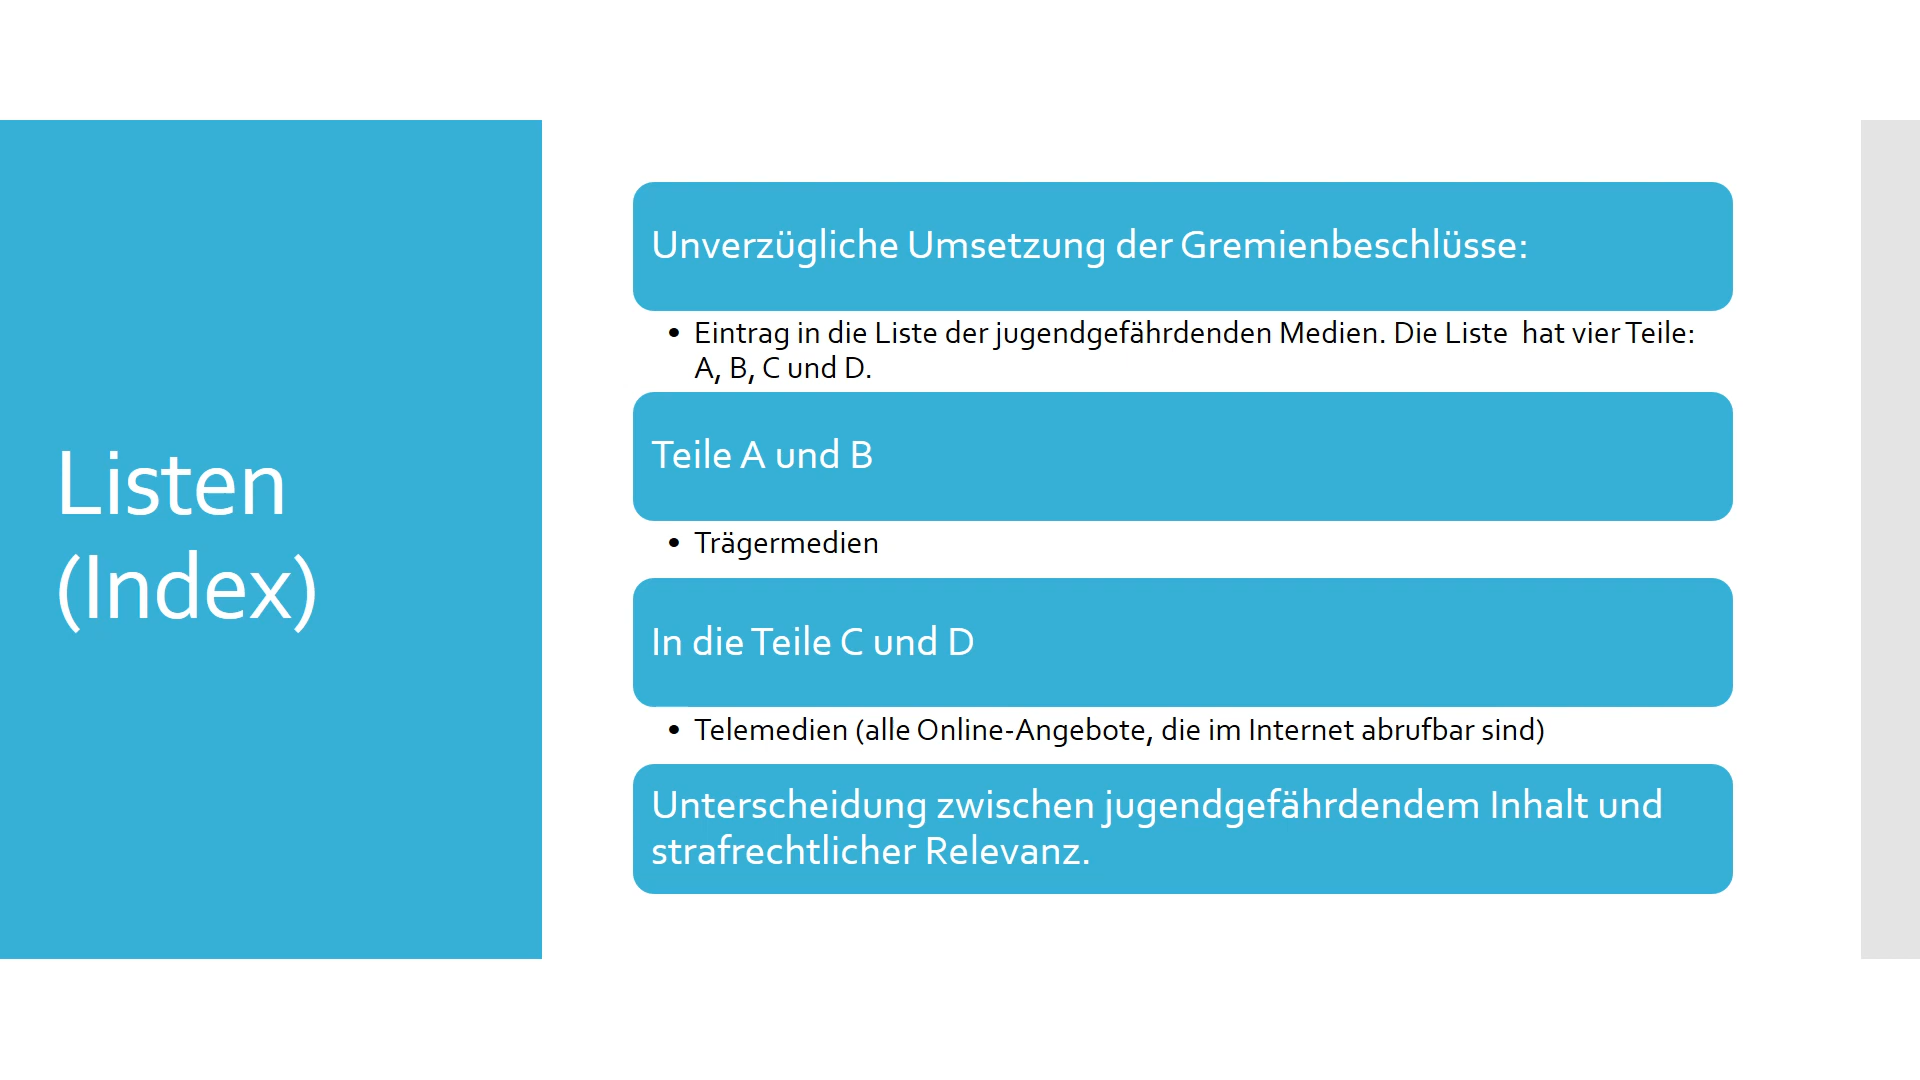 Listen
(Index)
Unverzügliche Umsetzung der Gremienbeschlüsse:
• Eintrag in die Liste der jugendgefährdenden Medien. Die Liste  hat vier Teile:
A, B, C und D.
Teile A und B
• Trägermedien
In die Teile C und D
• Telemedien (alle Online-Angebote, die im Internet abrufbar sind)
Unterscheidung zwischen jugendgefährdendem Inhalt und
strafrechtlicher Relevanz.